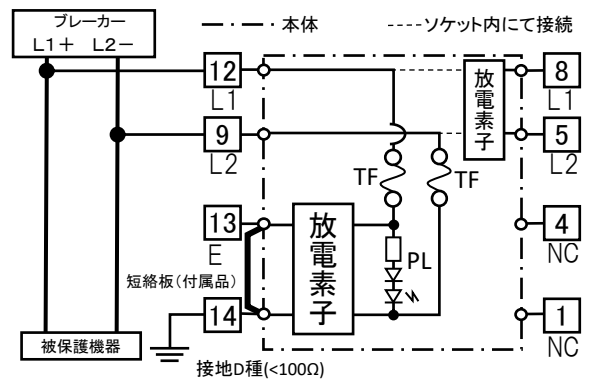 ブレーカー
L1+ L2−
本体
ソケット内にて接続
12
L1
9
L2
13
E
短絡板(付属品)
14
被保護機器
接地D種(<100Ω)
放電素子
TF
TF
PL
放電素子
8
L1
5
L2
4
NC
1
NC